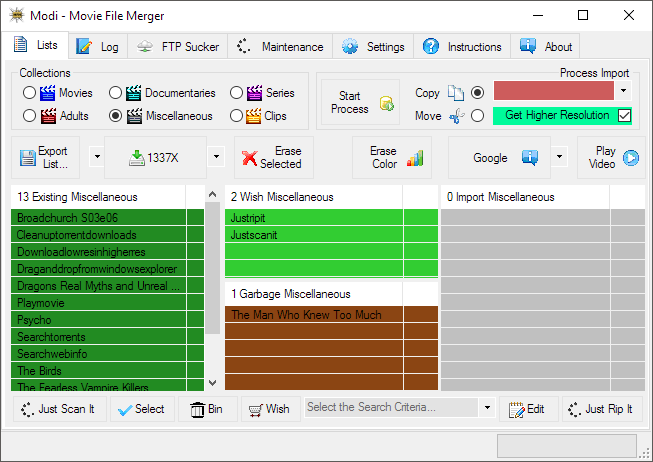 Modi - Movie File Merger
Lists
Log
FTP Sucker
Maintenance
Settings
Instructions
About
Collections
Movies
Documentaries
Series
Adults
Miscellaneous
Clips
Process Import
Start
Process
Copy
Move
Get Higher Resolution
Export
List...
1337X
Erase
Selected
Erase
Color
Google
Play
Video
13 Existing Miscellaneous
Broadchurch S03e06
Cleanuptorrentdownloads
Downloadlowresinhigherres
Draganddropfromwindowsexplorer
Dragons Real Myths and Unreal ...
Playmovie
Psycho
Searchtorrents
Searchwebinfo
The Birds
The Fearless Vampire Killers
2 Wish Miscellaneous
Justripit
Justscanit
1 Garbage Miscellaneous
The Man Who Knew Too Much
0 Import Miscellaneous
Just Scan It
Select
Bin
Wish
Select the Search Criteria...
Edit
Just Rip It